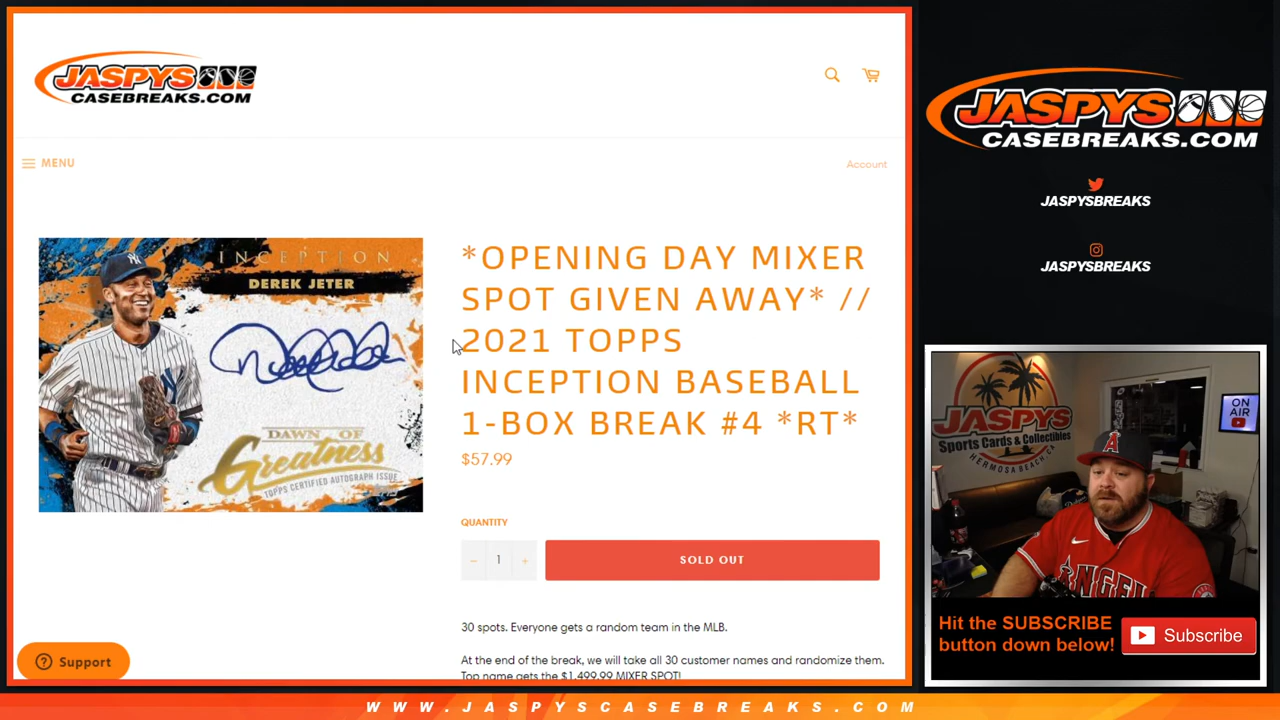 JASPYS
CASEBREAKS.COM
MENU
Account
INCEPTION
DEREK JETER
DAWN OF
Greatness
TOPPS CERTIFIED AUTOGRAPH ISSUE
*OPENING DAY MIXER
SPOT GIVEN AWAY* //
2021 TOPPS
INCEPTION BASEBALL
1-BOX BREAK #4 *RT*
$57.99
QUANTITY
− 1 +
SOLD OUT
30 spots. Everyone gets a random team in the MLB.
At the end of the break, we will take all 30 customer names and randomize them.
Top name gets the $1,499.99 MIXER SPOT!
Support
JASPYS
CASEBREAKS.COM
JASPYSBREAKS
JASPYSBREAKS
JASPYS
Sports Cards & Collectibles
HERMOSA BEACH, CA
ON
AIR
A
ANGEL
Hit the SUBSCRIBE
button down below!
Subscribe
WWW.JASPYSCASEBREAKS.COM